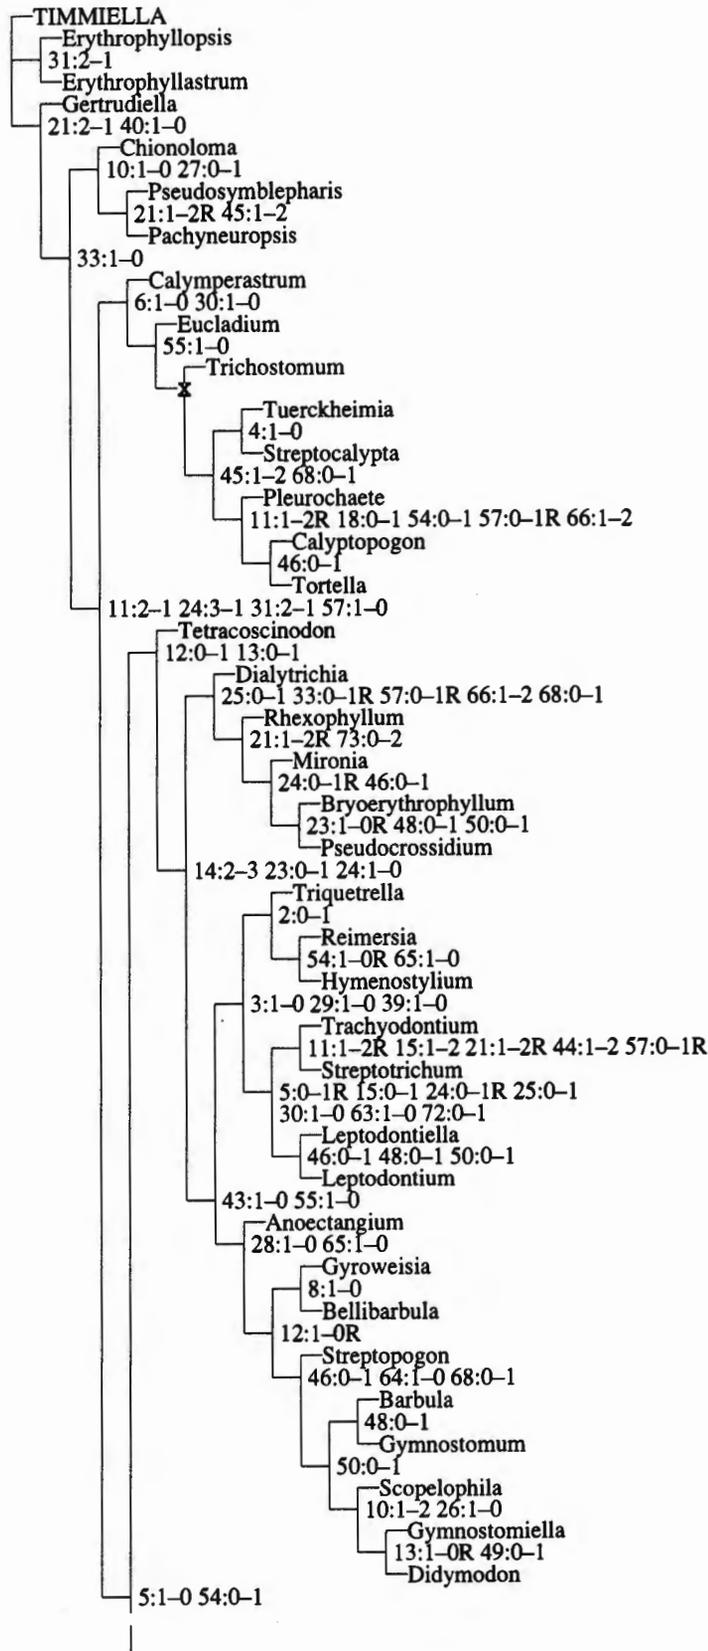 TIMMIELLA
Erythrophyllopsis
31:2–1
Erythrophyllastrum
Gertrudiella
21:2–1 40:1–0
Chionoloma
10:1–0 27:0–1
Pseudosymblepharis
21:1–2R 45:1–2
Pachyneuropsis
33:1–0
Calymperastrum
6:1–0 30:1–0
Eucladium
55:1–0
Trichostomum
Tuerckheimia
4:1–0
Streptocalypta
45:1–2 68:0–1
Pleurochaete
11:1–2R 18:0–1 54:0–1 57:0–1R 66:1–2
Calyptopogon
46:0–1
Tortella
11:2–1 24:3–1 31:2–1 57:1–0
Tetracoscinodon
12:0–1 13:0–1
Dialytrichia
25:0–1 33:0–1R 57:0–1R 66:1–2 68:0–1
Rhexophyllum
21:1–2R 73:0–2
Mironia
24:0–1R 46:0–1
Bryoerythrophyllum
23:1–0R 48:0–1 50:0–1
Pseudocrossidium
14:2–3 23:0–1 24:1–0
Triquetrella
2:0–1
Reimersia
54:1–0R 65:1–0
Hymenostylium
3:1–0 29:1–0 39:1–0
Trachyodontium
11:1–2R 15:1–2 21:1–2R 44:1–2 57:0–1R
Streptotrichum
5:0–1R 15:0–1 24:0–1R 25:0–1
30:1–0 63:1–0 72:0–1
Leptodontiella
46:0–1 48:0–1 50:0–1
Leptodontium
43:1–0 55:1–0
Anoectangium
28:1–0 65:1–0
Gyroweisia
8:1–0
Bellibarbula
12:1–0R
Streptopogon
46:0–1 64:1–0 68:0–1
Barbula
48:0–1
Gymnostomum
50:0–1
Scopelophila
10:1–2 26:1–0
Gymnostomiella
13:1–0R 49:0–1
Didymodon
5:1–0 54:0–1